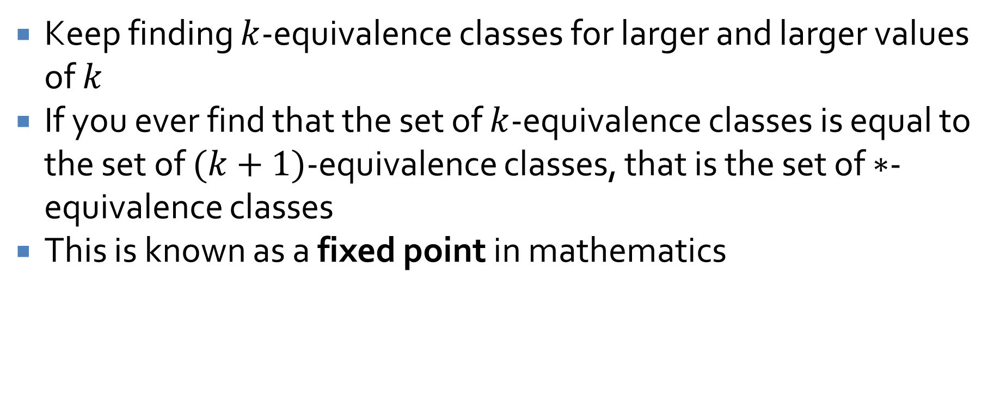 ▪ Keep finding k-equivalence classes for larger and larger values
of k
▪ If you ever find that the set of k-equivalence classes is equal to
the set of (k + 1)-equivalence classes, that is the set of ∗-
equivalence classes
▪ This is known as a fixed point in mathematics